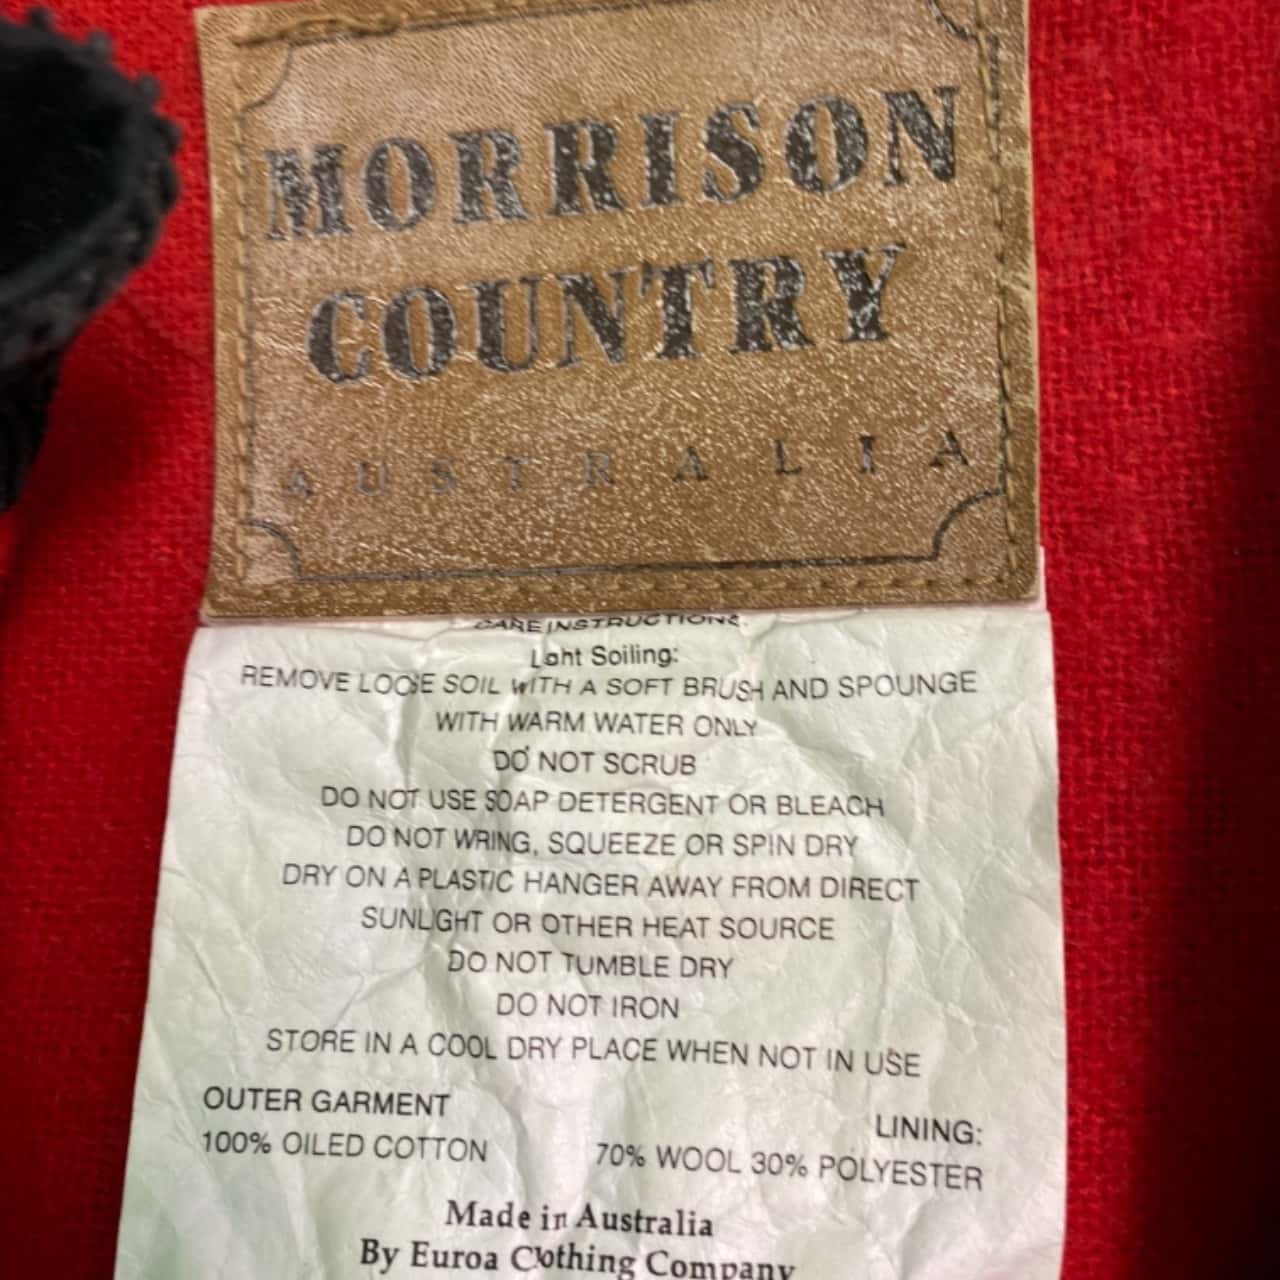 MORRISON
COUNTRY
AUSTRALIA
CARE INSTRUCTIONS
Light Soiling:
REMOVE LOOSE SOIL WITH A SOFT BRUSH AND SPOUNGE
WITH WARM WATER ONLY
DO NOT SCRUB
DO NOT USE SOAP DETERGENT OR BLEACH
DO NOT WRING, SQUEEZE OR SPIN DRY
DRY ON A PLASTIC HANGER AWAY FROM DIRECT
SUNLIGHT OR OTHER HEAT SOURCE
DO NOT TUMBLE DRY
DO NOT IRON
STORE IN A COOL DRY PLACE WHEN NOT IN USE
OUTER GARMENT
100% OILED COTTON
LINING:
70% WOOL 30% POLYESTER
Made in Australia
By Euroa Clothing Company